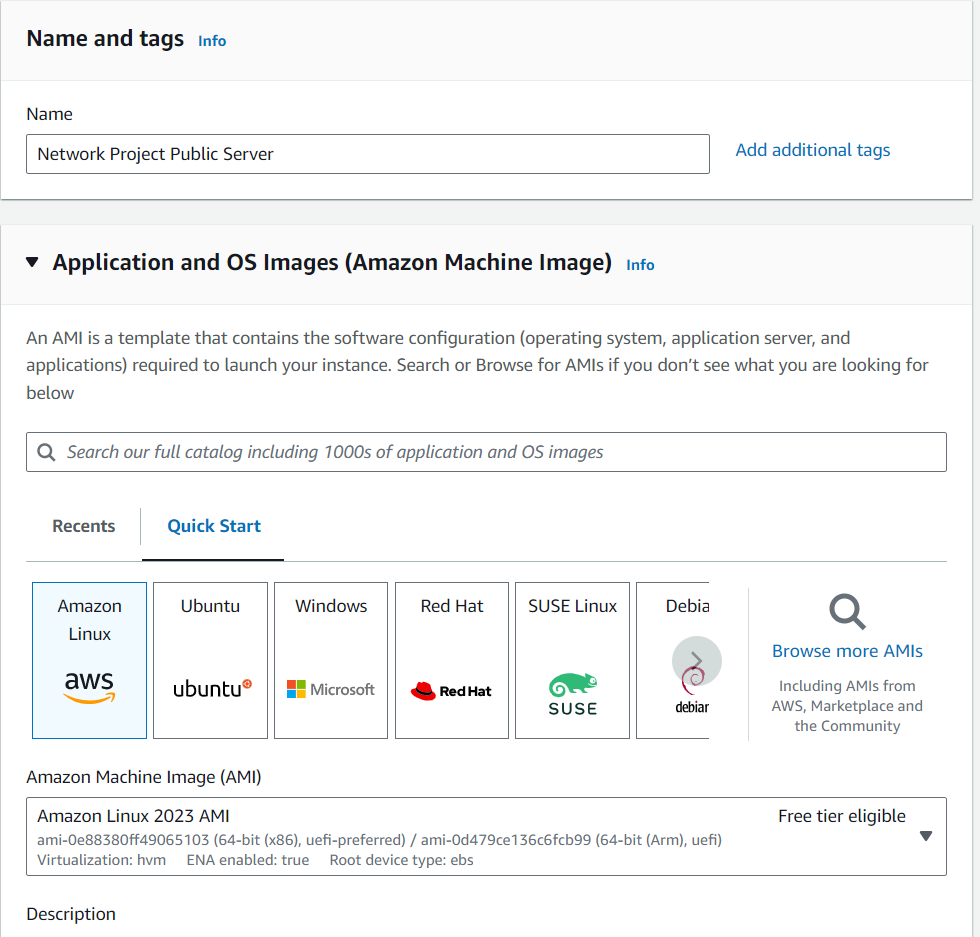 Name and tags Info
Name
Network Project Public Server
Add additional tags
Application and OS Images (Amazon Machine Image) Info
An AMI is a template that contains the software configuration (operating system, application server, and
applications) required to launch your instance. Search or Browse for AMIs if you don’t see what you are looking for
below
Search our full catalog including 1000s of application and OS images
Recents
Quick Start
Amazon
Linux
aws
Ubuntu
ubuntu
Windows
Microsoft
Red Hat
Red Hat
SUSE Linux
SUSE
Debia
debian
Browse more AMIs
Including AMIs from
AWS, Marketplace and
the Community
Amazon Machine Image (AMI)
Amazon Linux 2023 AMI
Free tier eligible
ami-0e88380ff49065103 (64-bit (x86), uefi-preferred) / ami-0d479ce136c6fcb99 (64-bit (Arm), uefi)
Virtualization: hvm ENA enabled: true Root device type: ebs
Description